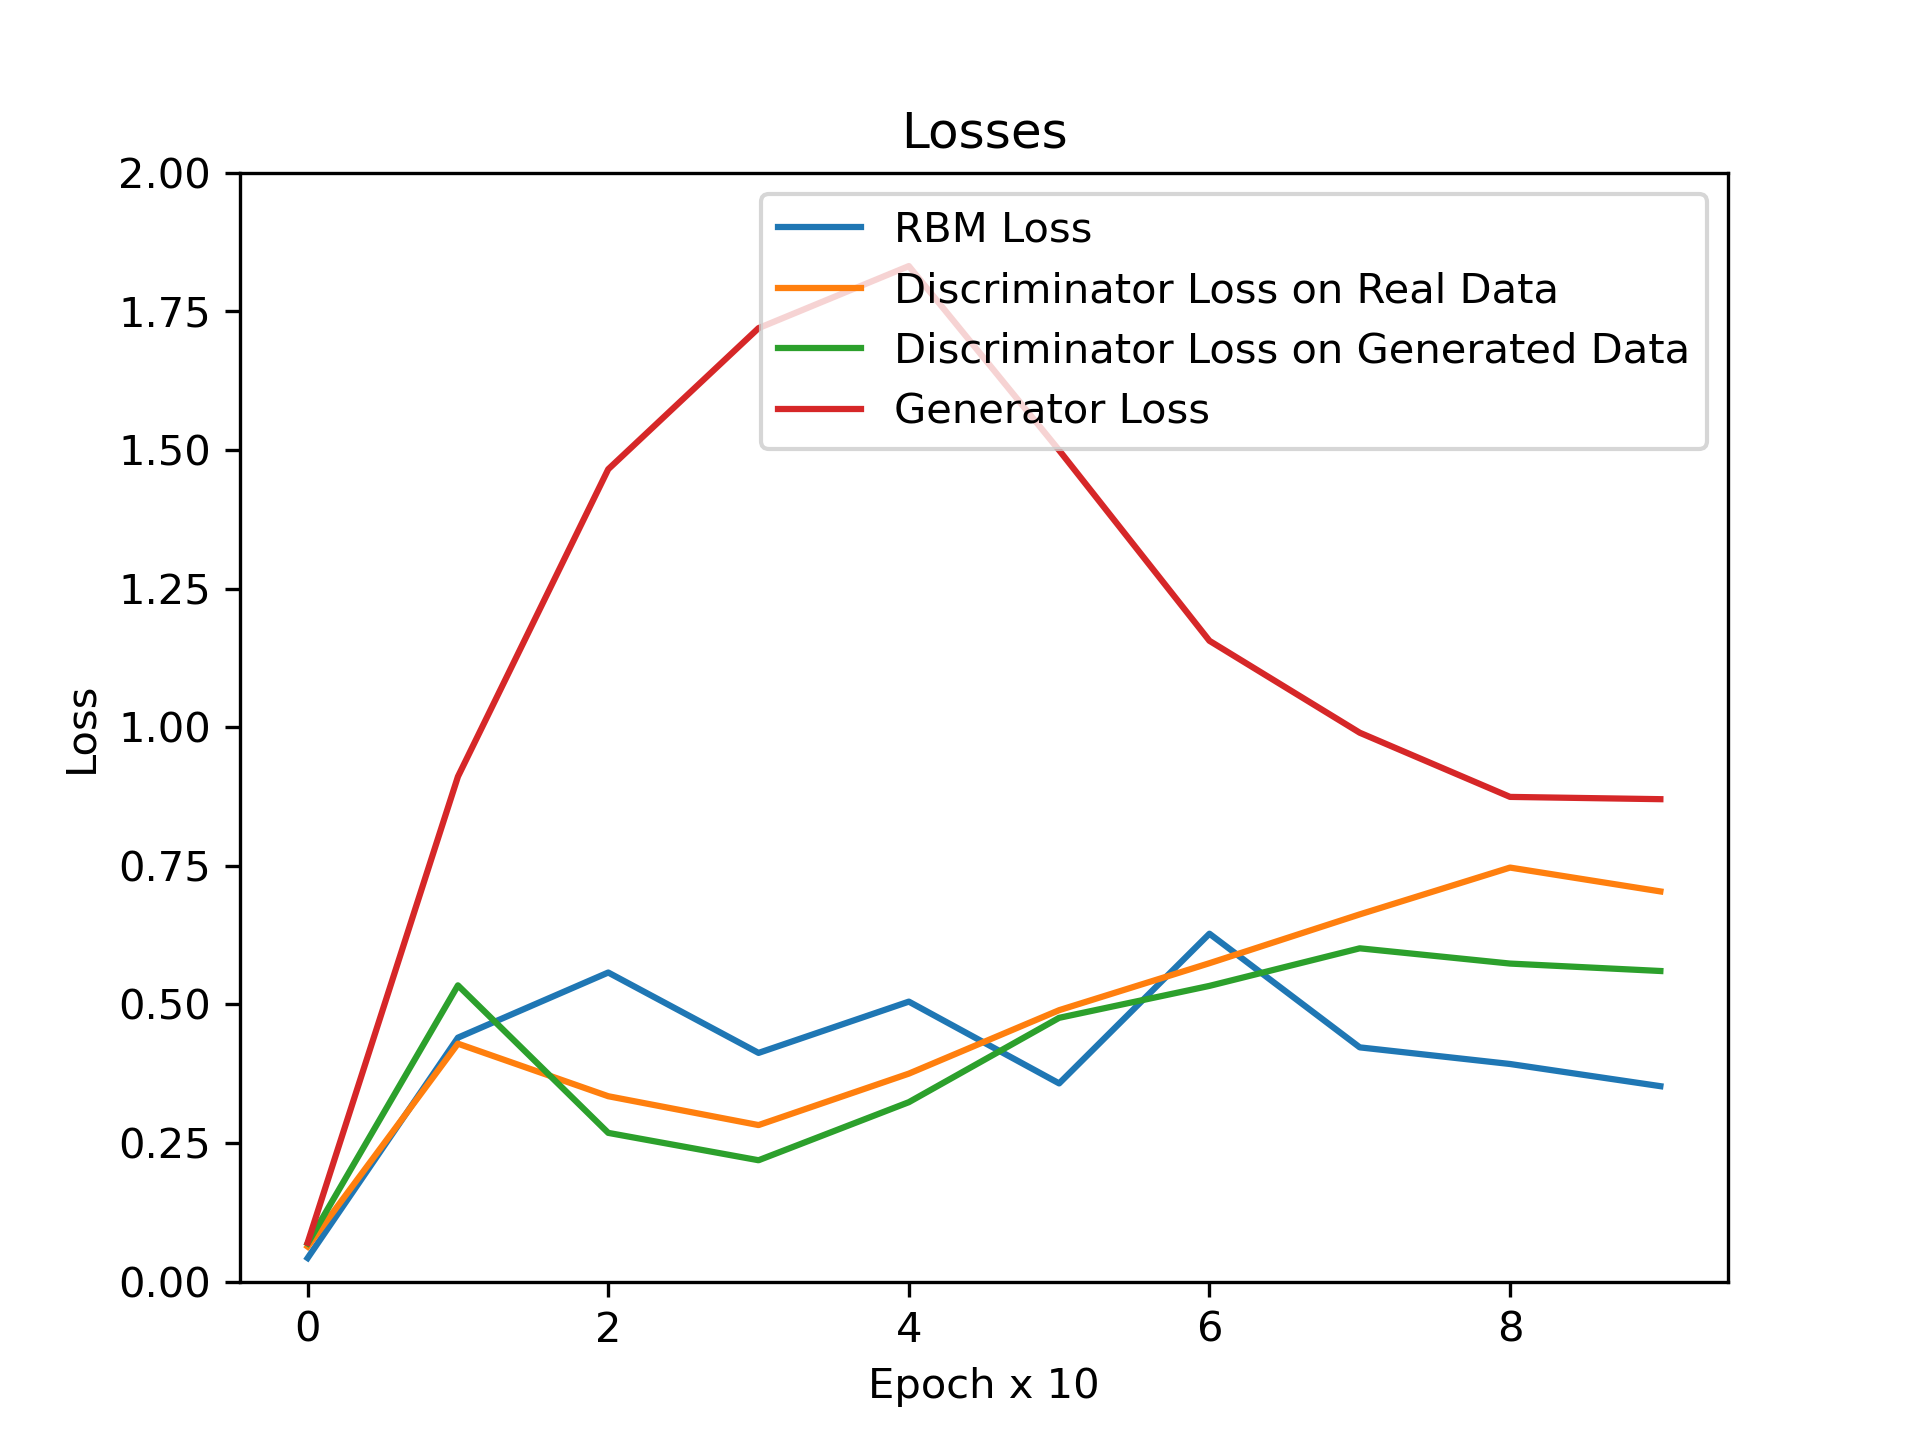 Losses
2.00
1.75
1.50
1.25
1.00
0.75
0.50
0.25
0.00
Loss
RBM Loss
Discriminator Loss on Real Data
Discriminator Loss on Generated Data
Generator Loss
0 2 4 6 8
Epoch x 10